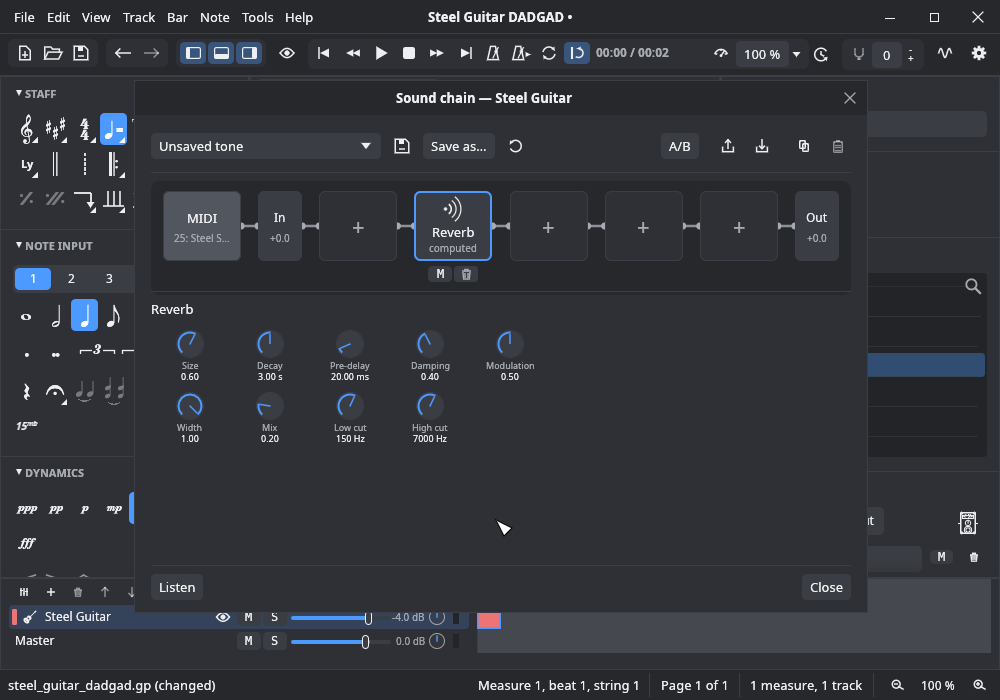 File Edit View Track Bar Note Tools Help
Steel Guitar DADGAD •
00:00 / 00:02
100 %
0
STAFF
Ly
NOTE INPUT
1 2 3
3
15mb
DYNAMICS
ppp pp p mp
fff
Sound chain — Steel Guitar
Unsaved tone
Save as...
A/B
MIDI
25: Steel S...
In
+0.0
+
Reverb
computed
+
+
+
Out
+0.0
M
Reverb
Size
0.60
Decay
3.00 s
Pre-delay
20.00 ms
Damping
0.40
Modulation
0.50
Width
1.00
Mix
0.20
Low cut
150 Hz
High cut
7000 Hz
Listen
Close
M
Steel Guitar M S -4.0 dB
Master M S 0.0 dB
steel_guitar_dadgad.gp (changed)
Measure 1, beat 1, string 1
Page 1 of 1
1 measure, 1 track
100 %